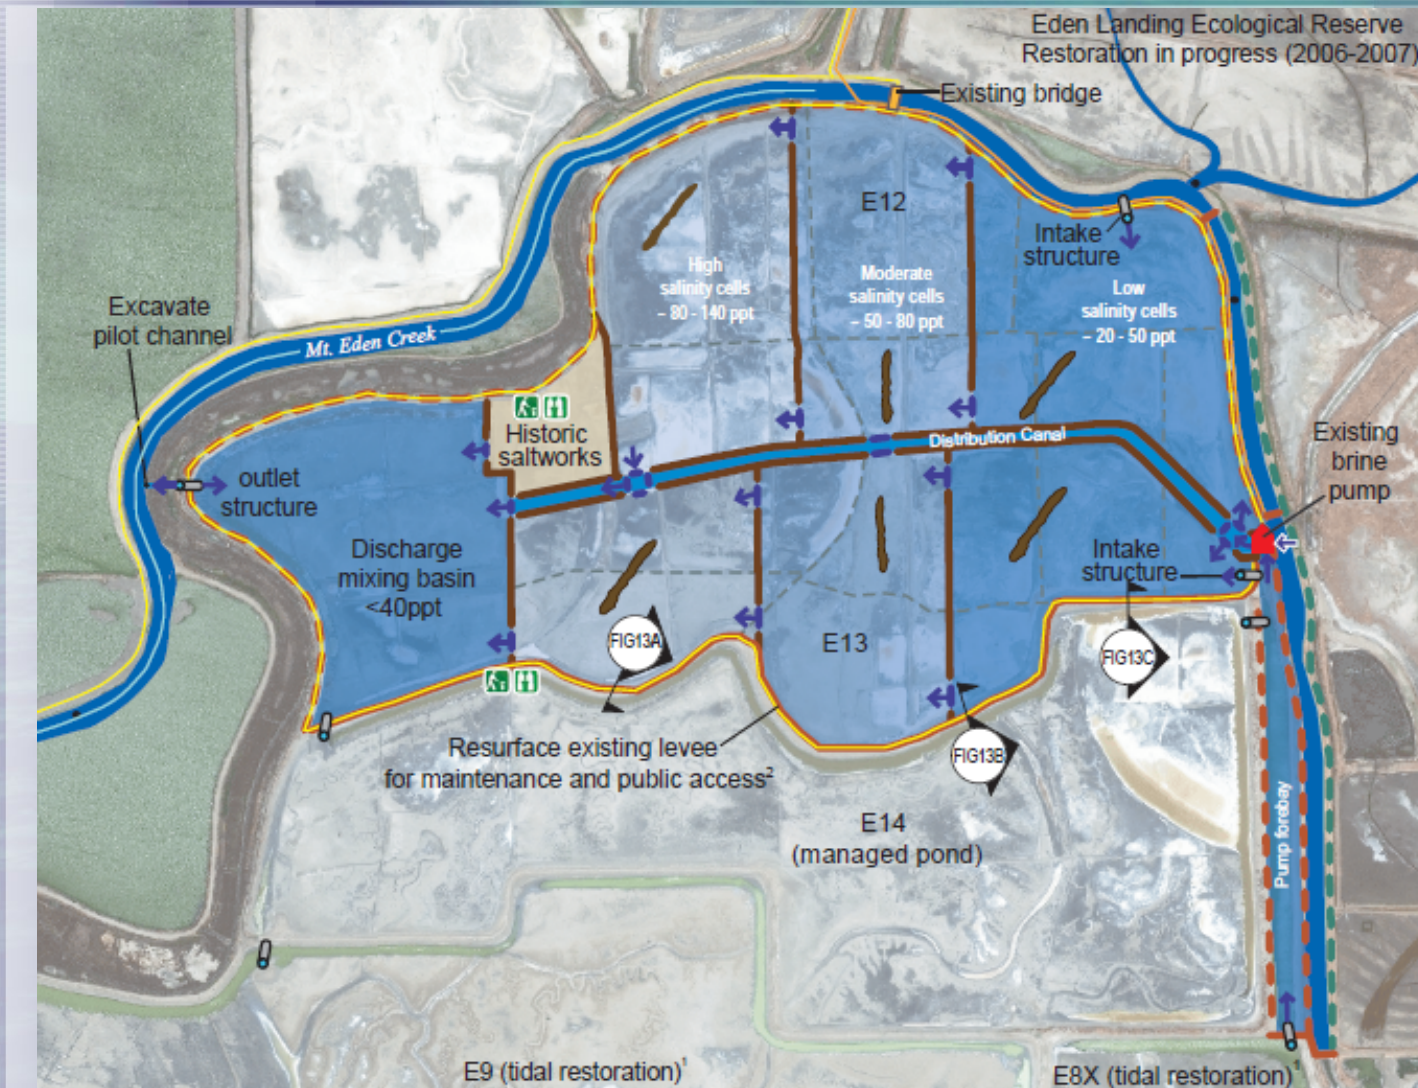 Eden Landing Ecological Reserve
Restoration in progress (2006-2007)
Existing bridge
E12
Intake
structure
High
salinity cells
~ 80 - 140 ppt
Moderate
salinity cells
~ 50 - 80 ppt
Low
salinity cells
~ 20 - 50 ppt
Excavate
pilot channel
Mt. Eden Creek
Historic
saltworks
Distribution Canal
Existing
brine
pump
outlet
structure
Discharge
mixing basin
<40ppt
Intake
structure
FIG13A
E13
FIG13C
Resurface existing levee
for maintenance and public access²
FIG13B
E14
(managed pond)
Pump forebay
E9 (tidal restoration)¹
E8X (tidal restoration)¹